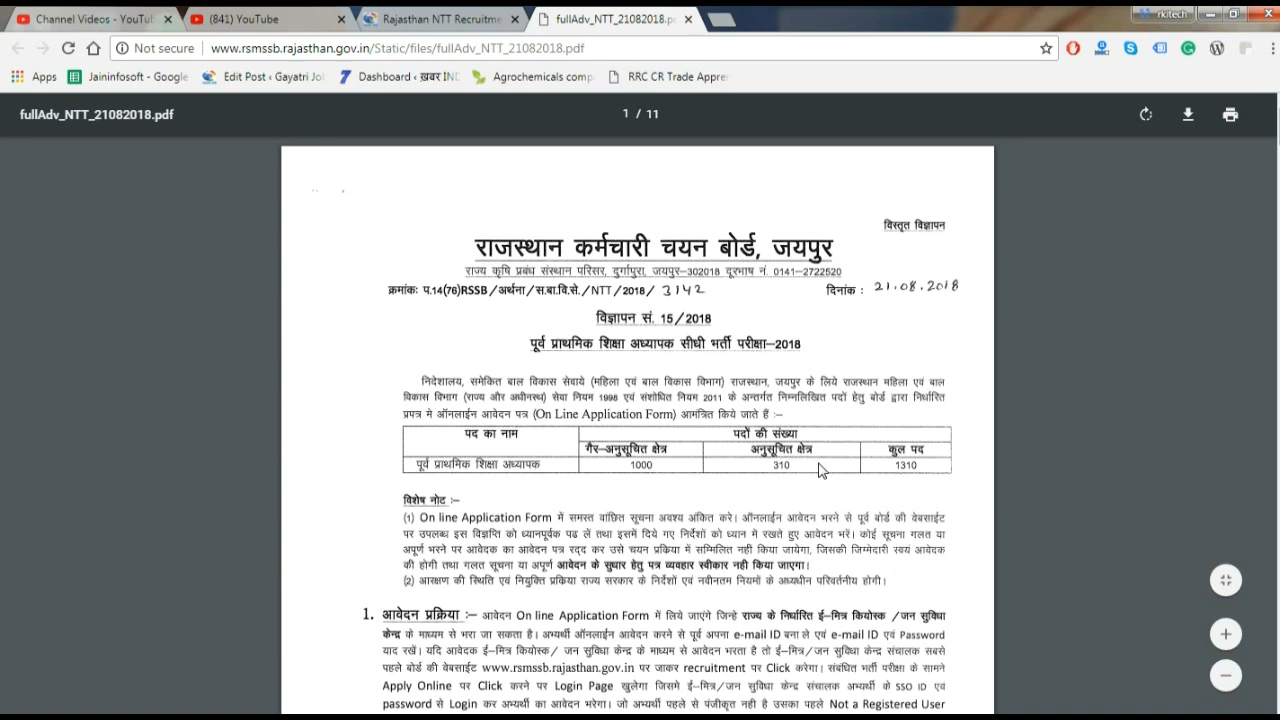 Channel Videos - YouTu
(841) YouTube
Rajasthan NTT Recruitme
fullAdv_NTT_21082018.p
rkitech
Not secure
www.rsmssb.rajasthan.gov.in/Static/files/fullAdv_NTT_21082018.pdf
Apps
Jaininfosoft - Google
Edit Post ‹ Gayatri Jo
Dashboard ‹ ख़बर IND
Agrochemicals comp
RRC CR Trade Appre
fullAdv_NTT_21082018.pdf
1 / 11
विस्तृत विज्ञापन
राजस्थान कर्मचारी चयन बोर्ड, जयपुर
राज्य कृषि प्रबंध संस्थान परिसर, दुर्गापुरा, जयपुर–302018 दूरभाष नं. 0141–2722520
क्रमांकः प.14(76)RSSB/अर्थना/स.बा.वि.से./NTT/2018/ 3142 दिनांक : 21.08.2018
विज्ञापन सं. 15/2018
पूर्व प्राथमिक शिक्षा अध्यापक सीधी भर्ती परीक्षा–2018
निदेशालय, समेकित बाल विकास सेवाये (महिला एवं बाल विकास विभाग) राजस्थान, जयपुर के लिये राजस्थान महिला एवं बाल
विकास विभाग (राज्य और अधीनस्थ) सेवा नियम 1998 एवं संशोधित नियम 2011 के अन्तर्गत निम्नलिखित पदों हेतु बोर्ड द्वारा निर्धारित
प्रपत्र मे ऑनलाईन आवेदन पत्र (On Line Application Form) आमंत्रित किये जाते हैं :–
पद का नाम पदों की संख्या
गैर–अनुसूचित क्षेत्र अनुसूचित क्षेत्र कुल पद
पूर्व प्राथमिक शिक्षा अध्यापक 1000 310 1310
विशेष नोट :–
(1) On line Application Form में समस्त वांछित सूचना अवश्य अंकित करे। ऑनलाईन आवेदन भरने से पूर्व बोर्ड की वेबसाईट
पर उपलब्ध इस विज्ञप्ति को ध्यानपूर्वक पढ लें तथा इसमें दिये गए निर्देशों को ध्यान में रखते हुए आवेदन भरें। कोई सूचना गलत या
अपूर्ण भरने पर आवेदक का आवेदन पत्र रद्द कर उसे चयन प्रकिया में सम्मिलित नहीं किया जायेगा, जिसकी जिम्मेदारी स्वयं आवेदक
की होगी तथा गलत सूचना या अपूर्ण आवेदन के सुधार हेतु पत्र व्यवहार स्वीकार नही किया जाएगा।
(2) आरक्षण की स्थिति एवं नियुक्ति प्रकिया राज्य सरकार के निर्देशों एवं नवीनतम नियमों के अध्यधीन परिवर्तनीय होगी।
1. आवेदन प्रक्रिया :– आवेदन On line Application Form में लिये जाएंगे जिन्हे राज्य के निर्धारित ई–मित्र कियोस्क /जन सुविधा
केन्द्र के माध्यम से भरा जा सकता है। अभ्यर्थी ऑनलाईन आवेदन करने से पूर्व अपना e-mail ID बना ले एवं e-mail ID एवं Password
याद रखें। यदि आवेदक ई–मित्र कियोस्क/ जन सुविधा केन्द्र के माध्यम से आवेदन भरता है तो ई–मित्र/जन सुविधा केन्द्र संचालक सबसे
पहले बोर्ड की वेबसाईट www.rsmssb.rajasthan.gov.in पर जाकर recruitment पर Click करेगा। संबंधित भर्ती परीक्षा के सामने
Apply Online पर Click करने पर Login Page खुलेगा जिसमे ई–मित्र/जन सुविधा केन्द्र संचालक अभ्यर्थी के SSO ID एवं
password से Login कर अभ्यर्थी का आवेदन भरेगा। जो अभ्यर्थी पहले से पंजीकृत नही है उसका पहले Not a Registered User